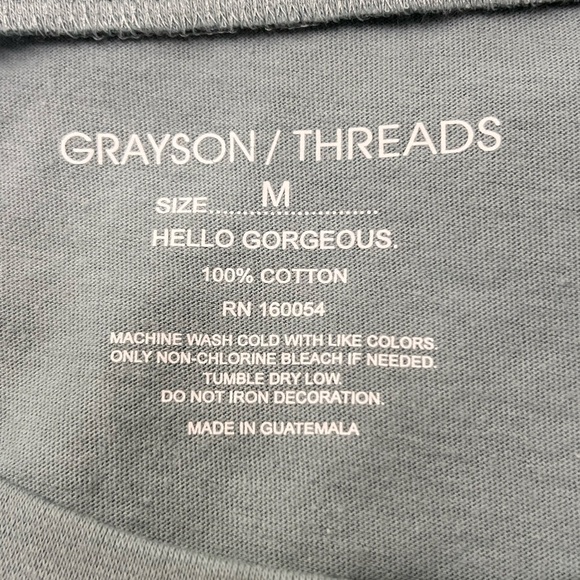 GRAYSON / THREADS
SIZE......M..................
HELLO GORGEOUS.
100% COTTON
RN 160054
MACHINE WASH COLD WITH LIKE COLORS.
ONLY NON-CHLORINE BLEACH IF NEEDED.
TUMBLE DRY LOW.
DO NOT IRON DECORATION.
MADE IN GUATEMALA